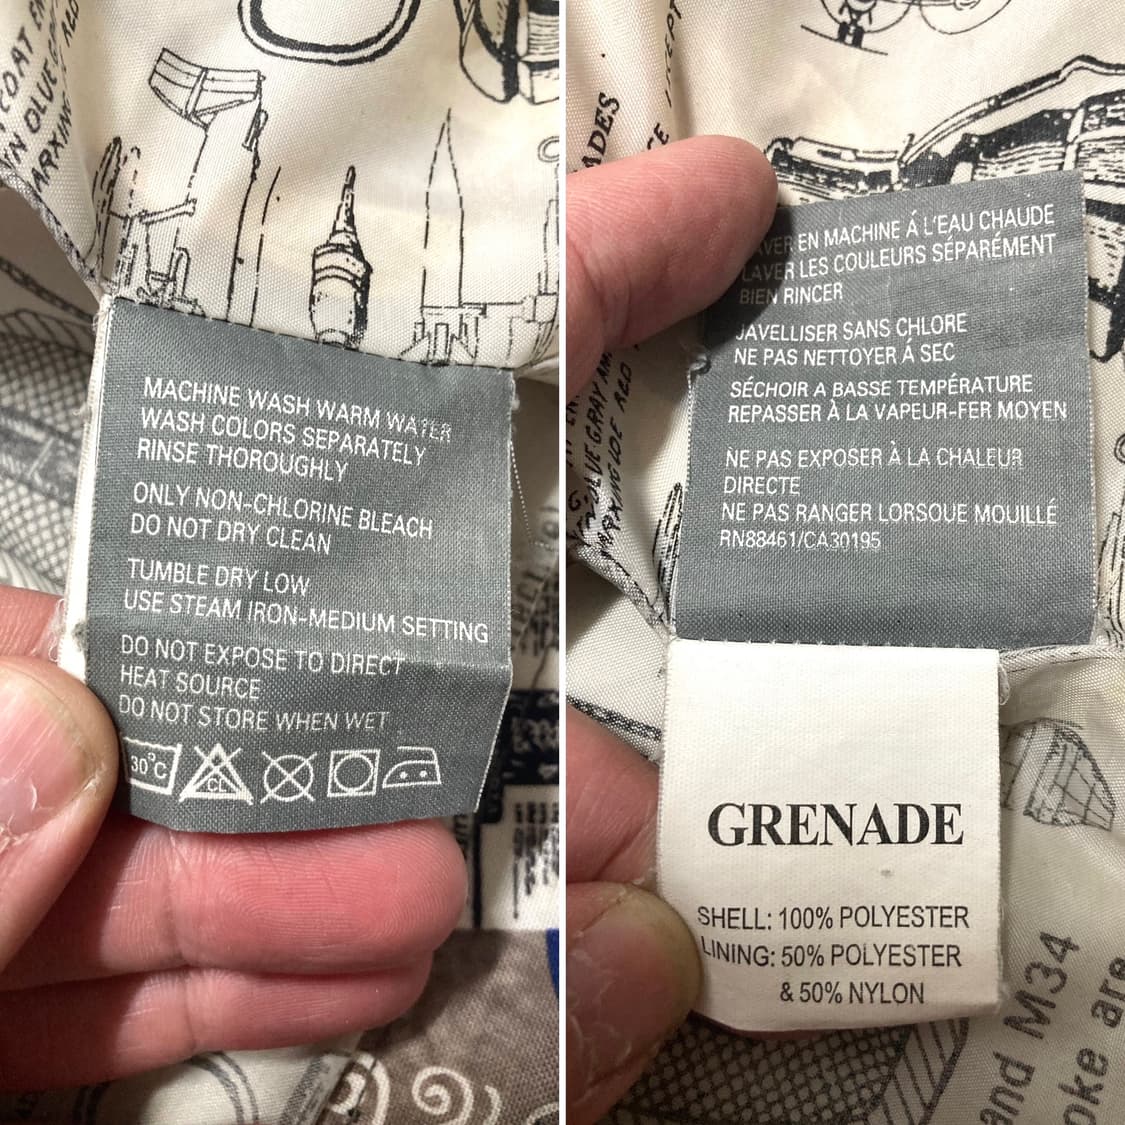 COAT
OLIVE
MACHINE WASH WARM WATER
WASH COLORS SEPARATELY
RINSE THOROUGHLY
ONLY NON-CHLORINE BLEACH
DO NOT DRY CLEAN
TUMBLE DRY LOW
USE STEAM IRON-MEDIUM SETTING
DO NOT EXPOSE TO DIRECT
HEAT SOURCE
DO NOT STORE WHEN WET
30°C
CL
EN MACHINE Á L'EAU CHAUDE
LAVER LES COULEURS SÉPARÉMENT
BIEN RINCER
JAVELLISER SANS CHLORE
NE PAS NETTOYER Á SEC
SÉCHOIR A BASSE TEMPÉRATURE
REPASSER À LA VAPEUR-FER MOYEN
NE PAS EXPOSER À LA CHALEUR
DIRECTE
NE PAS RANGER LORSQUE MOUILLÉ
RN88461/CA30195
GRENADE
SHELL: 100% POLYESTER
LINING: 50% POLYESTER
& 50% NYLON
BLUE GRAY
and M34
are